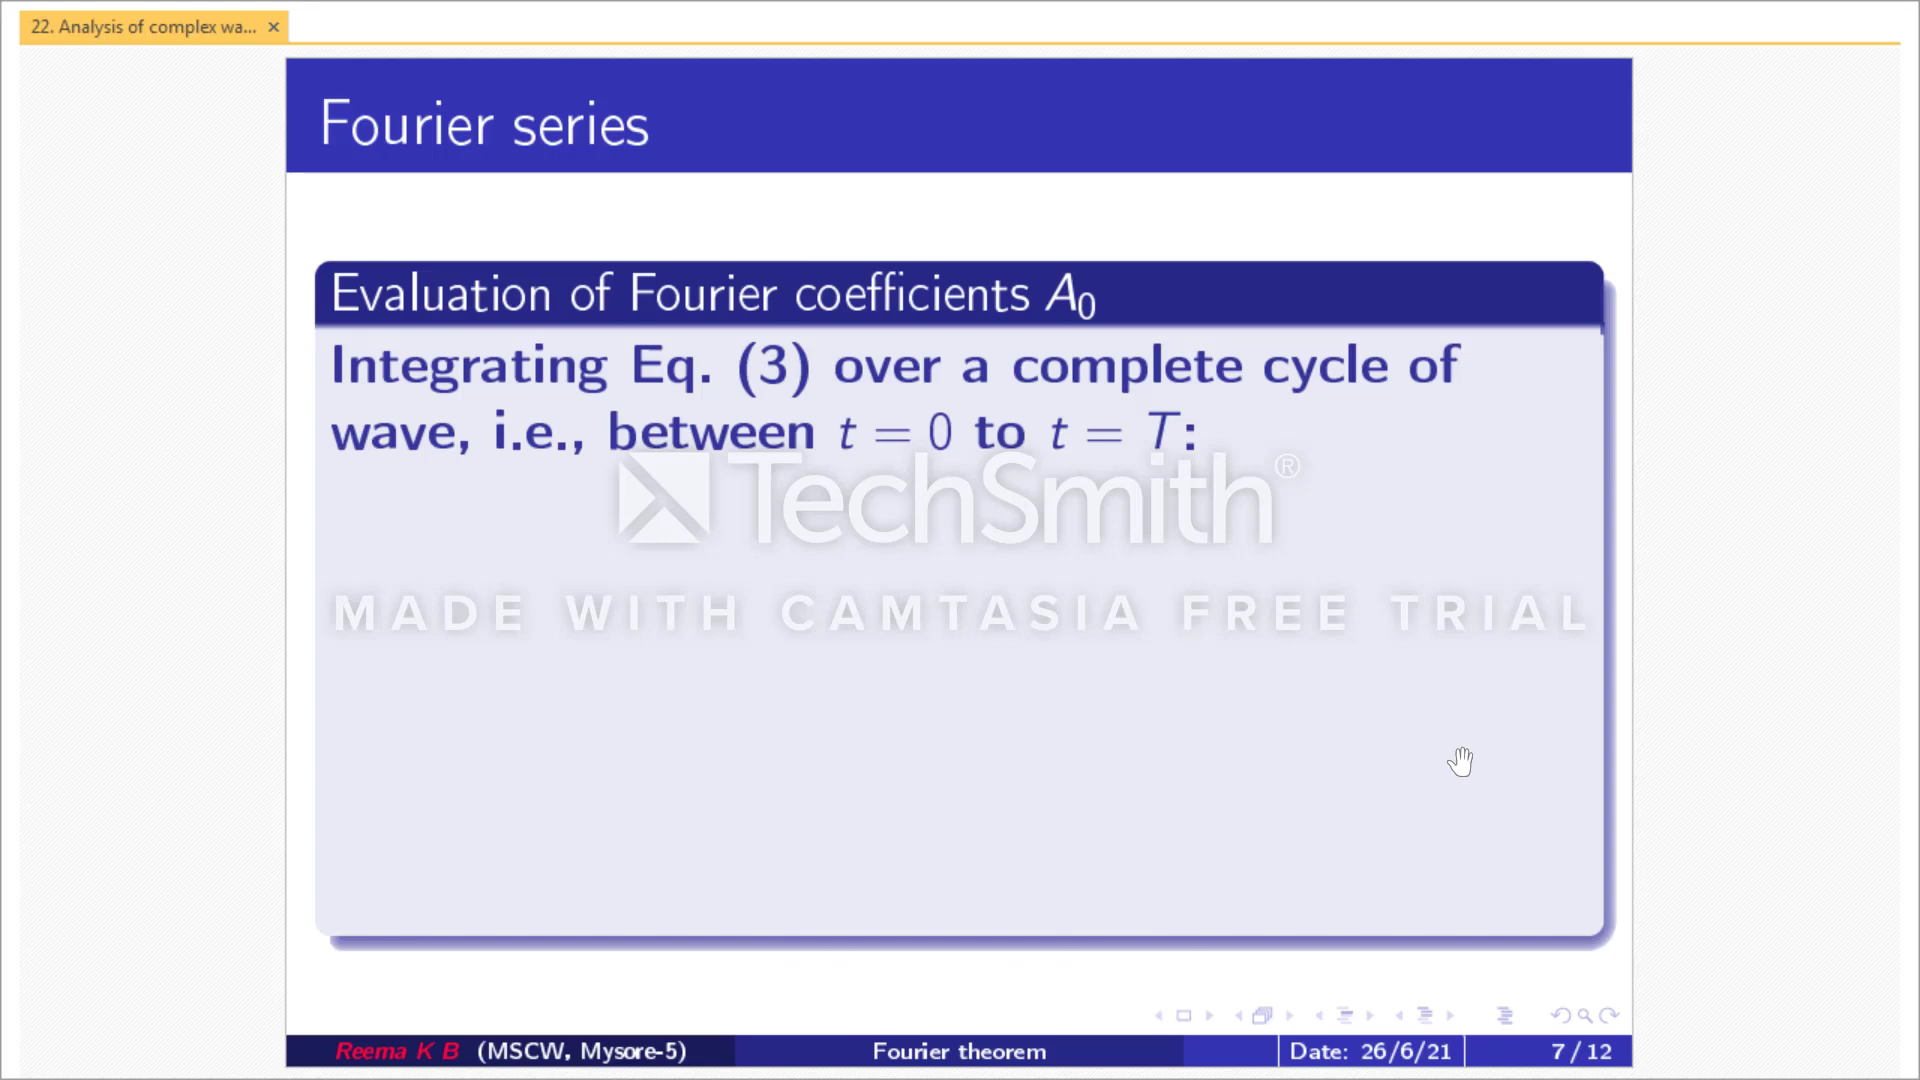 22. Analysis of complex wa... ×
Fourier series
Evaluation of Fourier coefficients A₀
Integrating Eq. (3) over a complete cycle of
wave, i.e., between t = 0 to t = T:
TechSmith®
MADE WITH CAMTASIA FREE TRIAL
Reema K B (MSCW, Mysore-5) Fourier theorem Date: 26/6/21 7 / 12